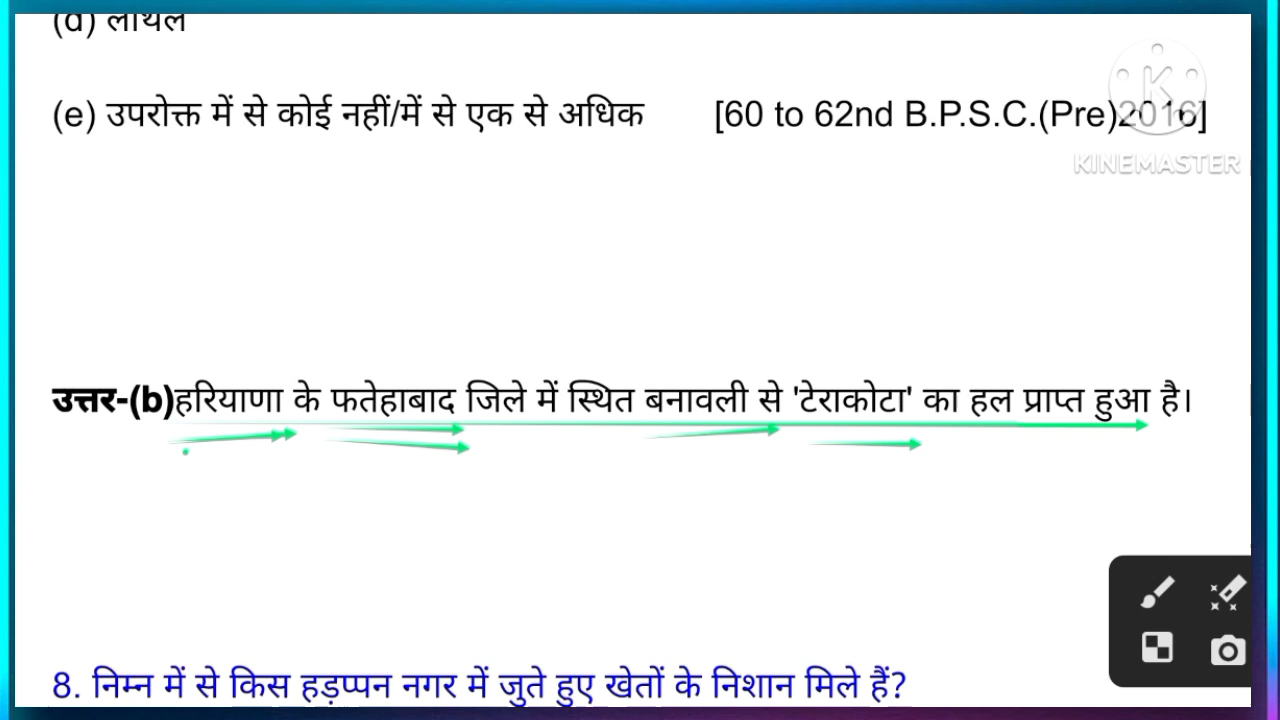 (d) लोथल
(e) उपरोक्त में से कोई नहीं/में से एक से अधिक [60 to 62nd B.P.S.C.(Pre)2016]
KINEMASTER
उत्तर-(b)हरियाणा के फतेहाबाद जिले में स्थित बनावली से 'टेराकोटा' का हल प्राप्त हुआ है।
8. निम्न में से किस हड़प्पन नगर में जुते हुए खेतों के निशान मिले हैं?